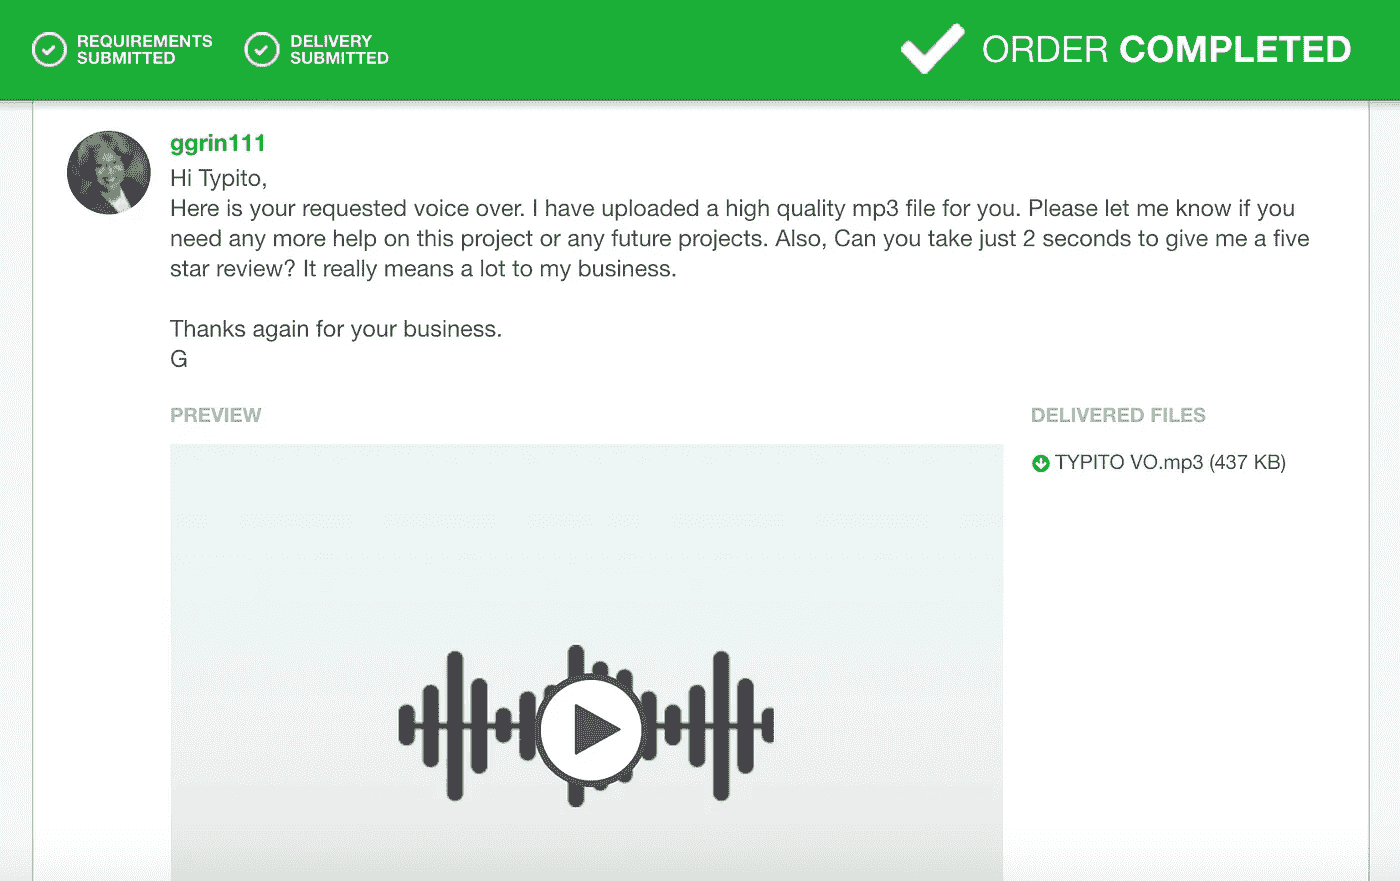 REQUIREMENTS
SUBMITTED
DELIVERY
SUBMITTED
ORDER COMPLETED
ggrin111
Hi Typito,
Here is your requested voice over. I have uploaded a high quality mp3 file for you. Please let me know if you
need any more help on this project or any future projects. Also, Can you take just 2 seconds to give me a five
star review? It really means a lot to my business.
Thanks again for your business.
G
PREVIEW
DELIVERED FILES
TYPITO VO.mp3 (437 KB)